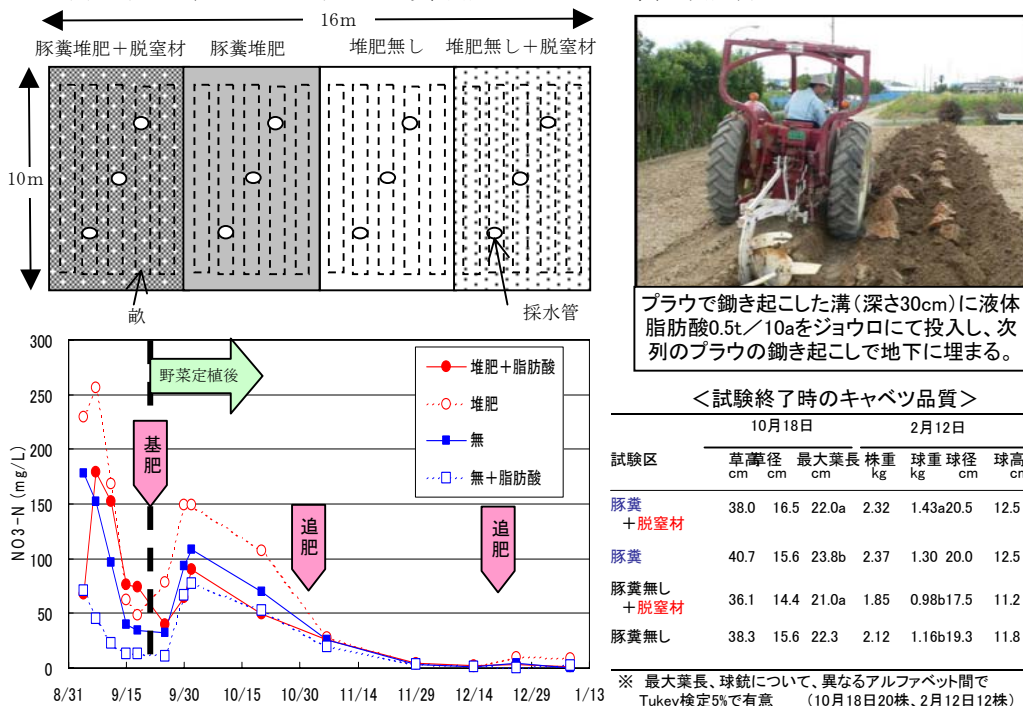 16m
豚糞堆肥＋脱窒材 豚糞堆肥 堆肥無し 堆肥無し＋脱窒材
10m
畝
採水管
プラウで鋤き起こした溝（深さ30cm）に液体
脂肪酸0.5t／10aをジョウロにて投入し、次
列のプラウの鋤き起こしで地下に埋まる。
NO3-N (mg/L)
300
250
200
150
100
50
0
8/31 9/15 9/30 10/15 10/30 11/14 11/29 12/14 12/29 1/13
野菜定植後
基肥
追肥
追肥
堆肥＋脂肪酸
堆肥
無
無＋脂肪酸
＜試験終了時のキャベツ品質＞
10月18日 2月12日
試験区 草高 草径 最大葉長 株重 球重 球径 球高
cm cm cm kg kg cm cm
豚糞
＋脱窒材 38.0 16.5 22.0a 2.32 1.43a 20.5 12.5
豚糞 40.7 15.6 23.8b 2.37 1.30 20.0 12.5
豚糞無し
＋脱窒材 36.1 14.4 21.0a 1.85 0.98b 17.5 11.2
豚糞無し 38.3 15.6 22.3 2.12 1.16b 19.3 11.8
※ 最大葉長、球銃について、異なるアルファベット間で
Tukey検定5%で有意 （10月18日20株、2月12日12株）